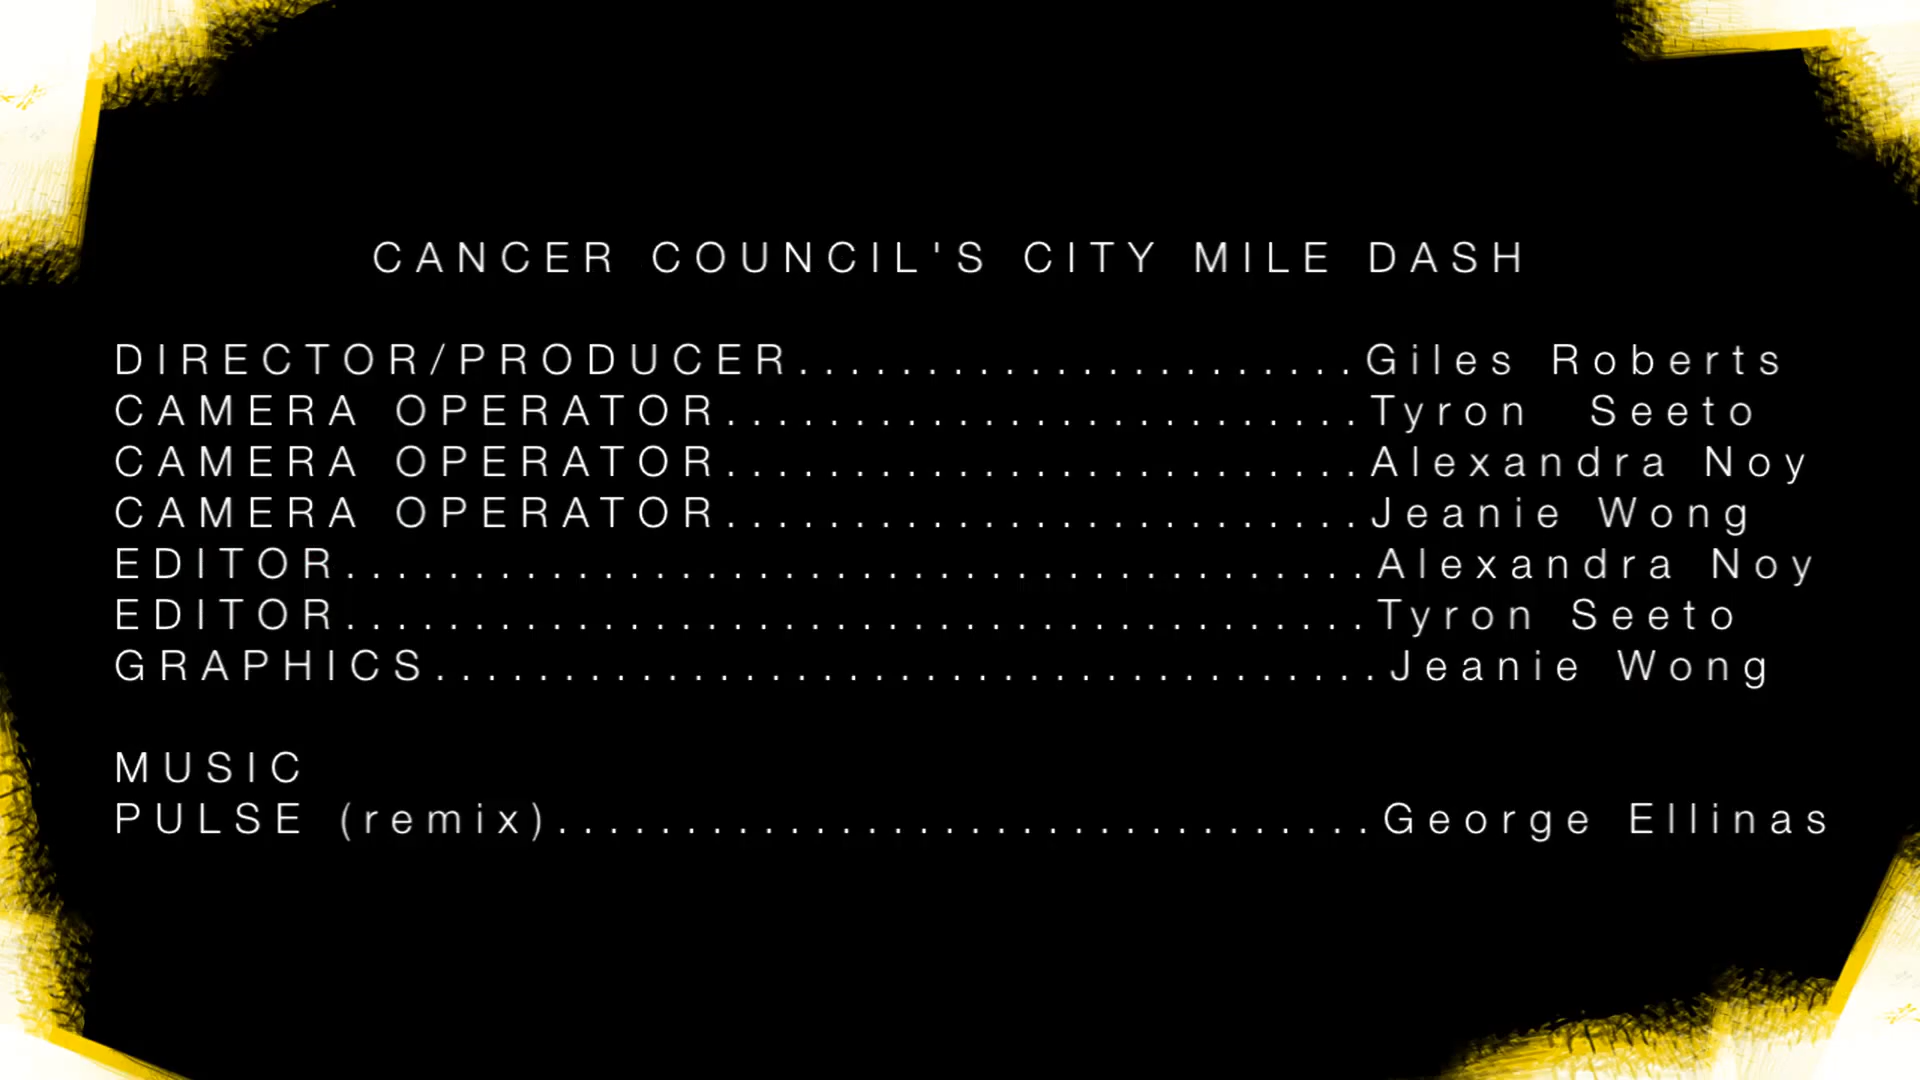 CANCER COUNCIL'S CITY MILE DASH
DIRECTOR/PRODUCER......................Giles Roberts
CAMERA OPERATOR.........................Tyron  Seeto
CAMERA OPERATOR.........................Alexandra Noy
CAMERA OPERATOR.........................Jeanie Wong
EDITOR........................................Alexandra Noy
EDITOR........................................Tyron Seeto
GRAPHICS.....................................Jeanie Wong
MUSIC
PULSE (remix)................................George Ellinas